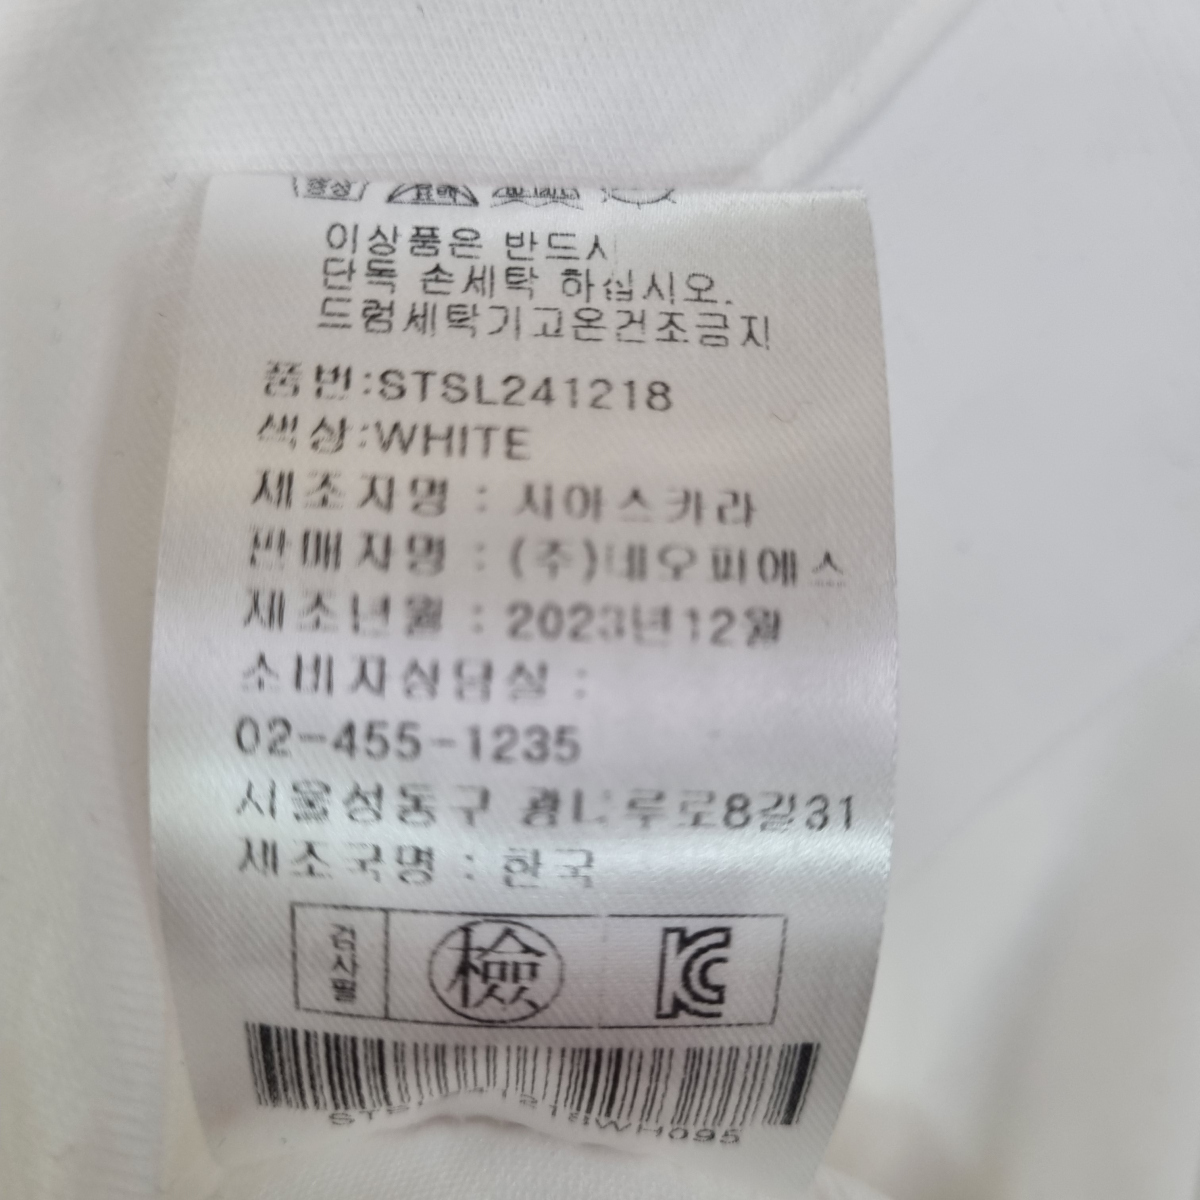 중성
이상품은 반드시
단독 손세탁 하십시오.
드럼세탁기고온건조금지
품번:STSL241218
색상:WHITE
제조자명 : 시아스카라
판매자명 : (주)네오피에스
제조년월 : 2023년12월
소비자상담실 :
02-455-1235
서울성동구 광나루로8길31
제조국명 : 한국
검사필 檢 KC
STSL241218WH095